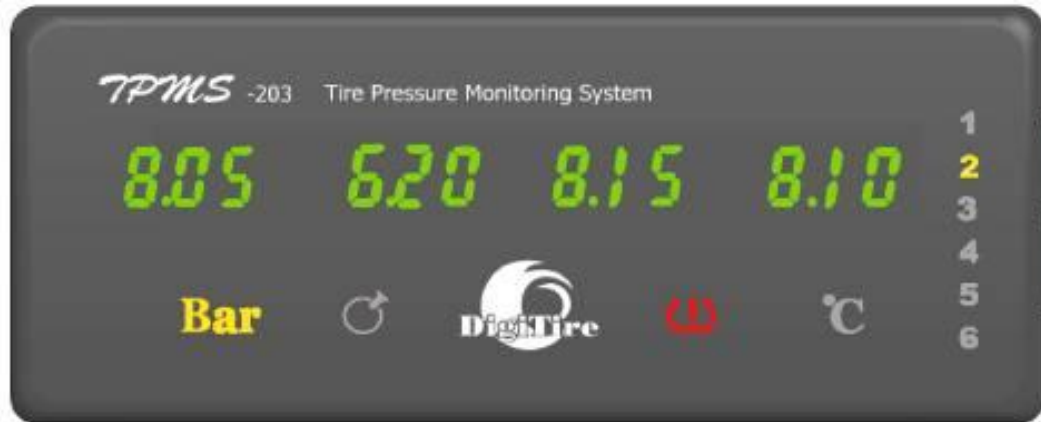 TPMS -203 Tire Pressure Monitoring System
8.05 6.20 8.15 8.10
1
2
3
4
5
6
Bar DigiTire °C